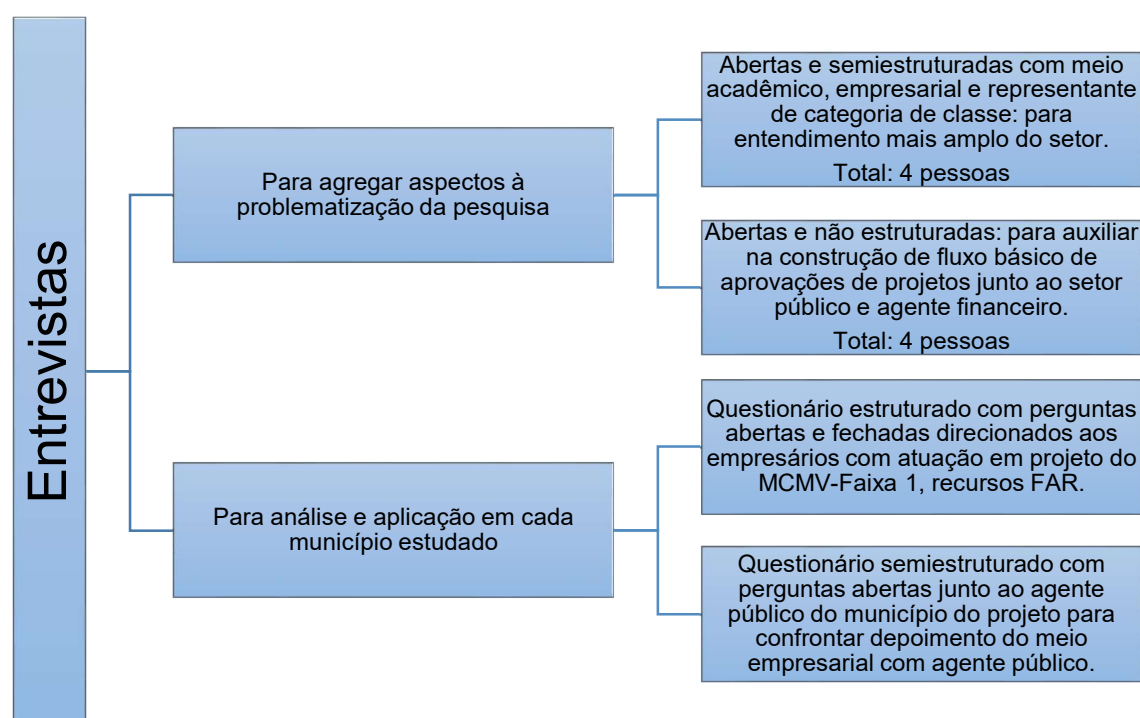 Entrevistas
Para agregar aspectos à
problematização da pesquisa
Abertas e semiestruturadas com meio
acadêmico, empresarial e representante
de categoria de classe: para
entendimento mais amplo do setor.
Total: 4 pessoas
Abertas e não estruturadas: para auxiliar
na construção de fluxo básico de
aprovações de projetos junto ao setor
público e agente financeiro.
Total: 4 pessoas
Para análise e aplicação em cada
município estudado
Questionário estruturado com perguntas
abertas e fechadas direcionados aos
empresários com atuação em projeto do
MCMV-Faixa 1, recursos FAR.
Questionário semiestruturado com
perguntas abertas junto ao agente
público do município do projeto para
confrontar depoimento do meio
empresarial com agente público.